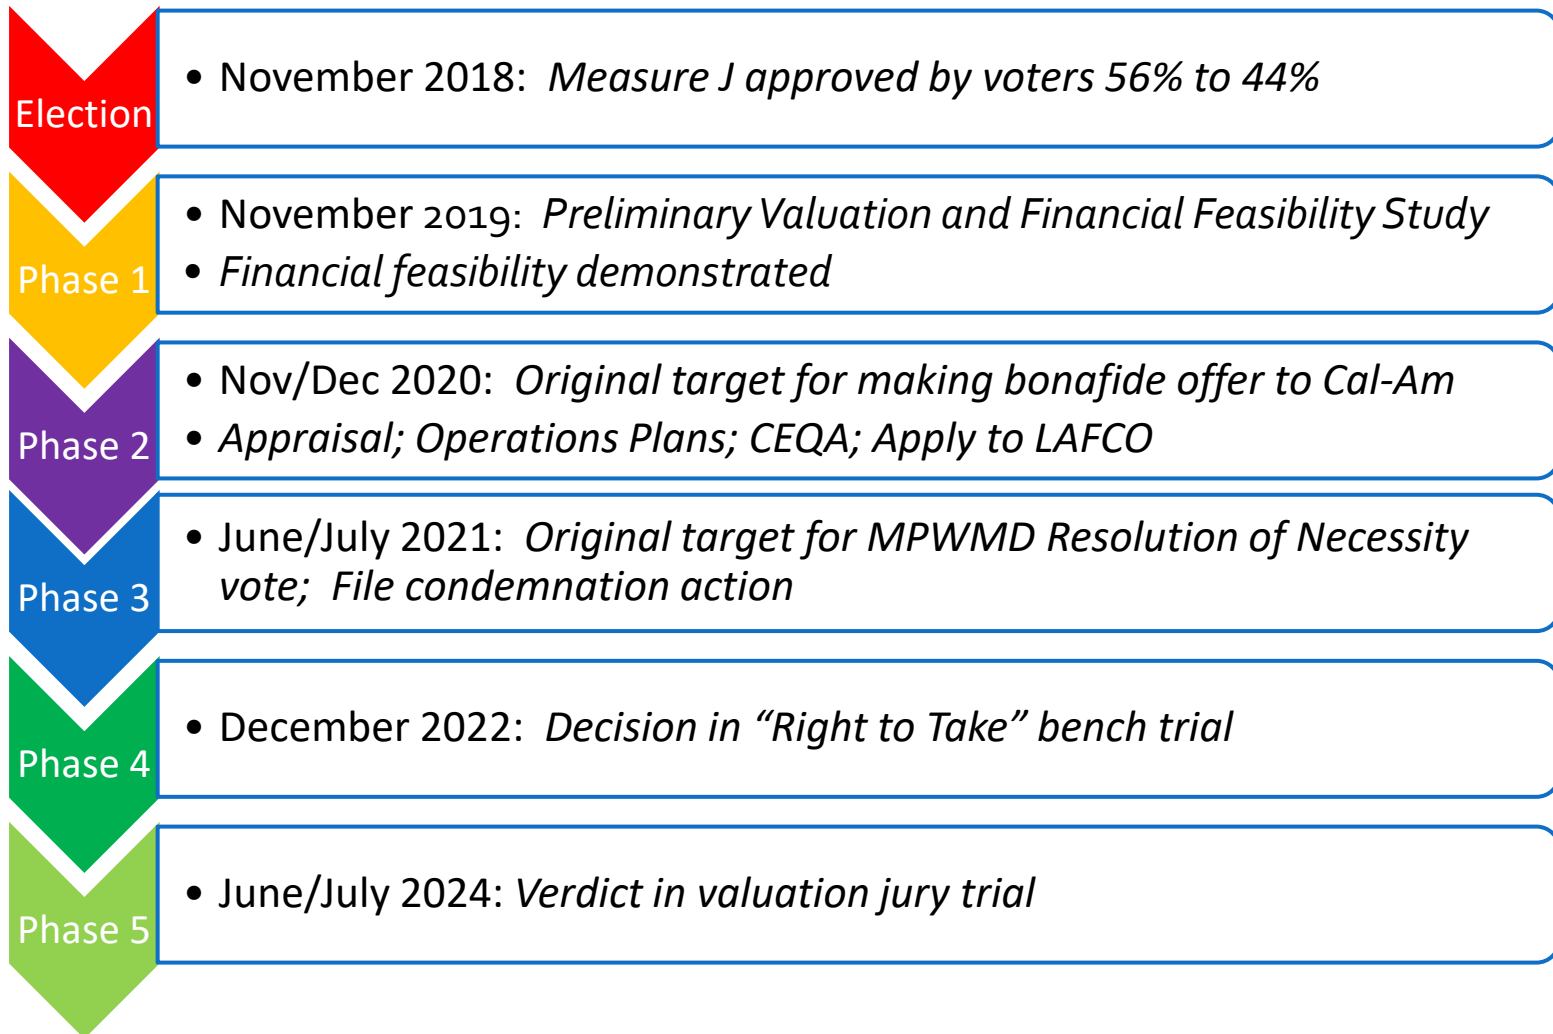 Election
• November 2018: Measure J approved by voters 56% to 44%
Phase 1
• November 2019: Preliminary Valuation and Financial Feasibility Study
• Financial feasibility demonstrated
Phase 2
• Nov/Dec 2020: Original target for making bonafide offer to Cal-Am
• Appraisal; Operations Plans; CEQA; Apply to LAFCO
Phase 3
• June/July 2021: Original target for MPWMD Resolution of Necessity
vote; File condemnation action
Phase 4
• December 2022: Decision in “Right to Take” bench trial
Phase 5
• June/July 2024: Verdict in valuation jury trial